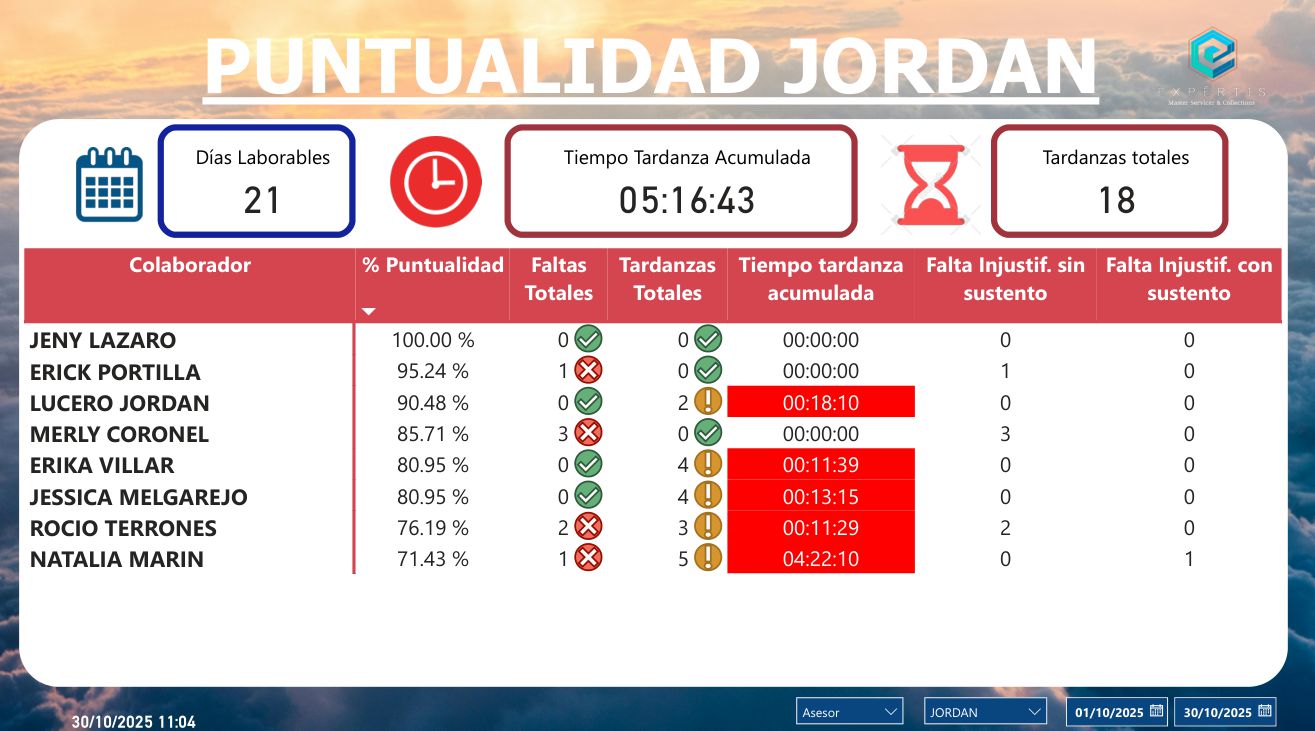 PUNTUALIDAD JORDAN
EXPERTIS
Master Servicer & Collections
Días Laborables
21
Tiempo Tardanza Acumulada
05:16:43
Tardanzas totales
18
Colaborador % Puntualidad Faltas Totales Tardanzas Totales Tiempo tardanza acumulada Falta Injustif. sin sustento Falta Injustif. con sustento
JENY LAZARO 100.00 % 0 0 00:00:00 0 0
ERICK PORTILLA 95.24 % 1 0 00:00:00 1 0
LUCERO JORDAN 90.48 % 0 2 00:18:10 0 0
MERLY CORONEL 85.71 % 3 0 00:00:00 3 0
ERIKA VILLAR 80.95 % 0 4 00:11:39 0 0
JESSICA MELGAREJO 80.95 % 0 4 00:13:15 0 0
ROCIO TERRONES 76.19 % 2 3 00:11:29 2 0
NATALIA MARIN 71.43 % 1 5 04:22:10 0 1
30/10/2025 11:04
Asesor
JORDAN
01/10/2025
30/10/2025